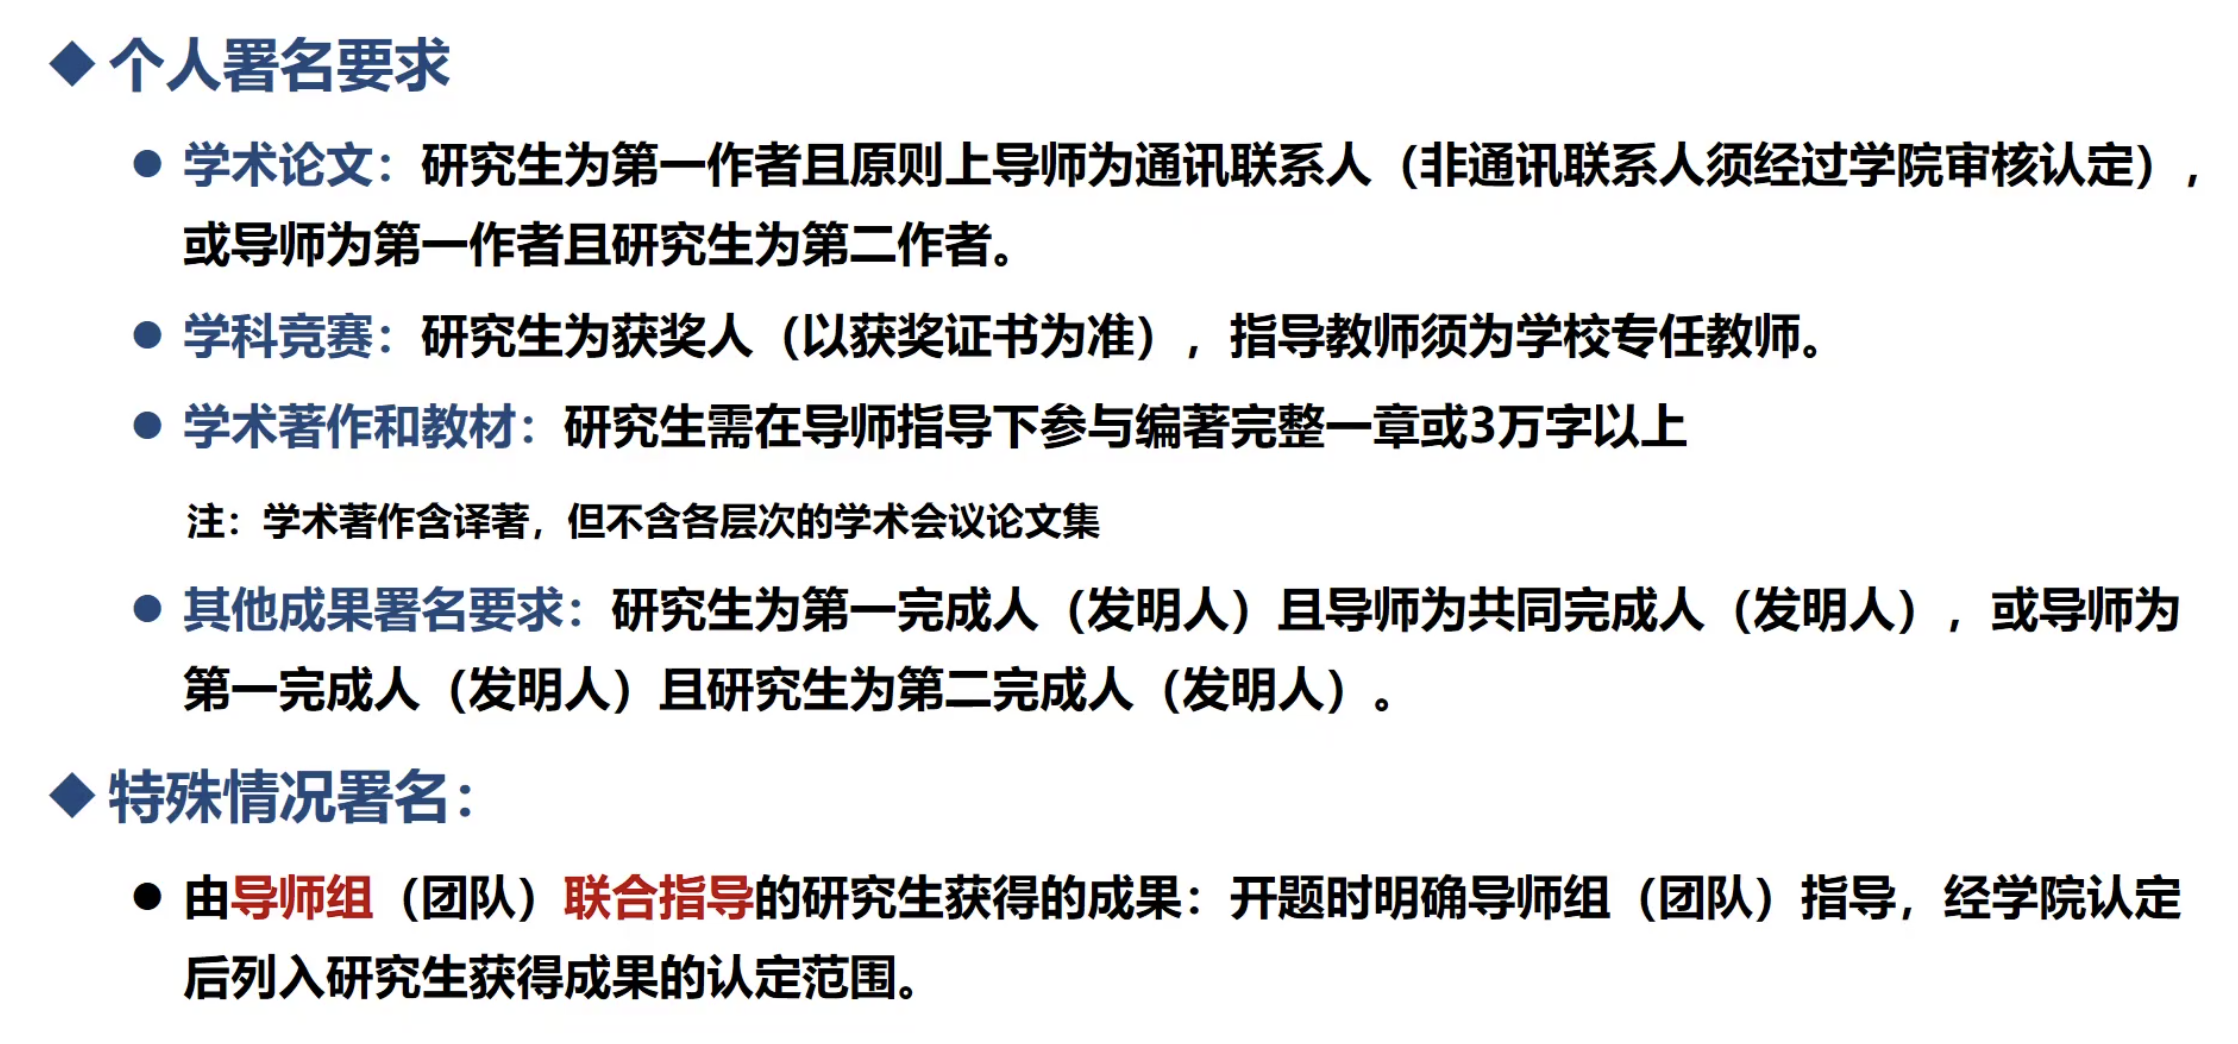 ◆ 个人署名要求
● 学术论文：研究生为第一作者且原则上导师为通讯联系人（非通讯联系人须经过学院审核认定），
或导师为第一作者且研究生为第二作者。
● 学科竞赛：研究生为获奖人（以获奖证书为准），指导教师须为学校专任教师。
● 学术著作和教材：研究生需在导师指导下参与编著完整一章或3万字以上
注：学术著作含译著，但不含各层次的学术会议论文集
● 其他成果署名要求：研究生为第一完成人（发明人）且导师为共同完成人（发明人），或导师为
第一完成人（发明人）且研究生为第二完成人（发明人）。
◆ 特殊情况署名：
● 由导师组（团队）联合指导的研究生获得的成果：开题时明确导师组（团队）指导，经学院认定
后列入研究生获得成果的认定范围。